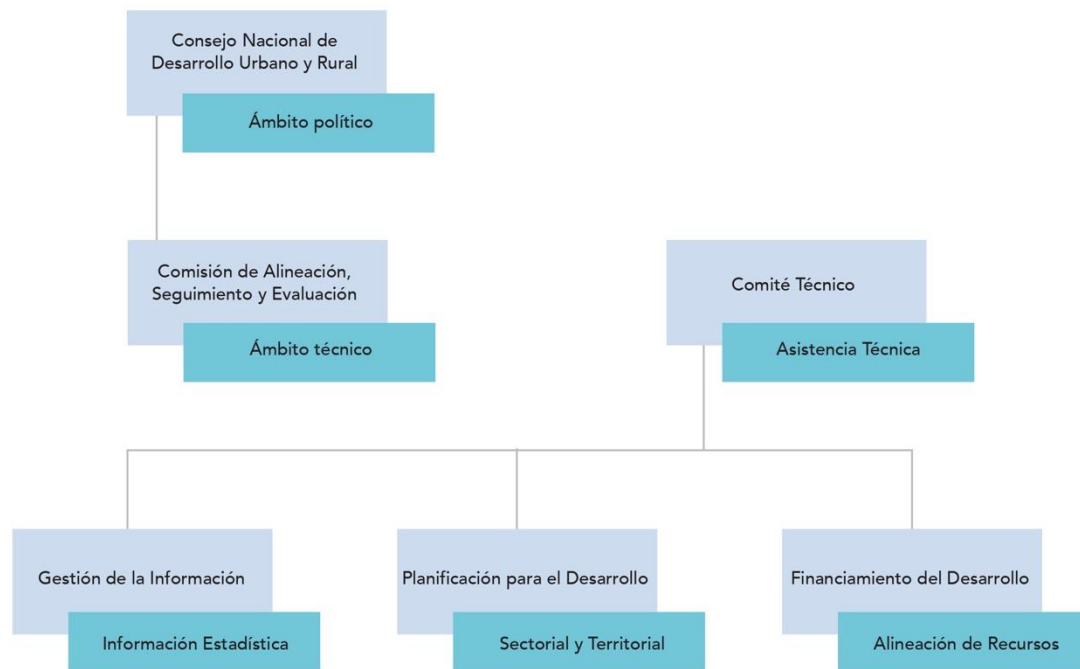 Consejo Nacional de
Desarrollo Urbano y Rural
Ámbito político
Comisión de Alineación,
Seguimiento y Evaluación
Ámbito técnico
Comité Técnico
Asistencia Técnica
Gestión de la Información
Información Estadística
Planificación para el Desarrollo
Sectorial y Territorial
Financiamiento del Desarrollo
Alineación de Recursos